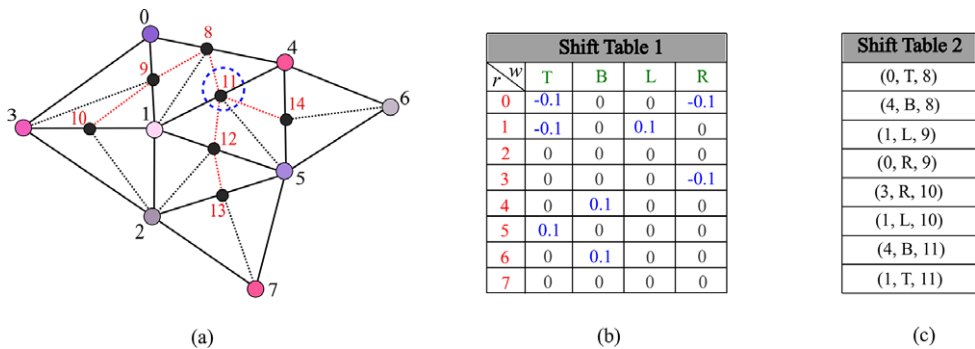 0
8
4
9
11
6
3
10
1
14
12
5
2
13
7
(a)
Shift Table 1
r w T B L R
0 -0.1 0 0 -0.1
1 -0.1 0 0.1 0
2 0 0 0 0
3 0 0 0 -0.1
4 0 0.1 0 0
5 0.1 0 0 0
6 0 0.1 0 0
7 0 0 0 0
(b)
Shift Table 2
(0, T, 8)
(4, B, 8)
(1, L, 9)
(0, R, 9)
(3, R, 10)
(1, L, 10)
(4, B, 11)
(1, T, 11)
(c)